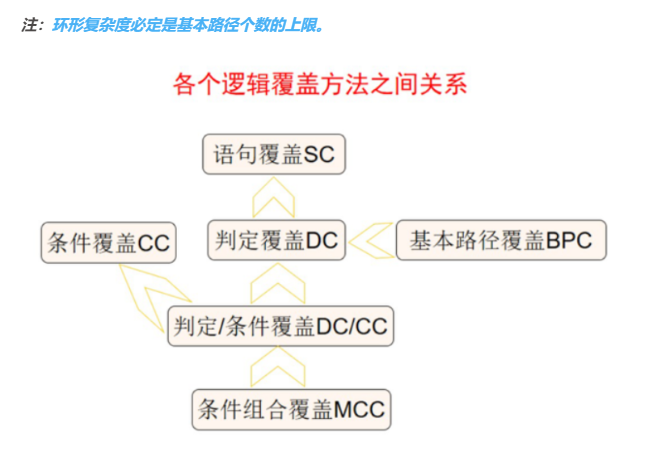 注：环形复杂度必定是基本路径个数的上限。
各个逻辑覆盖方法之间关系
语句覆盖SC
条件覆盖CC
判定覆盖DC
基本路径覆盖BPC
判定/条件覆盖DC/CC
条件组合覆盖MCC